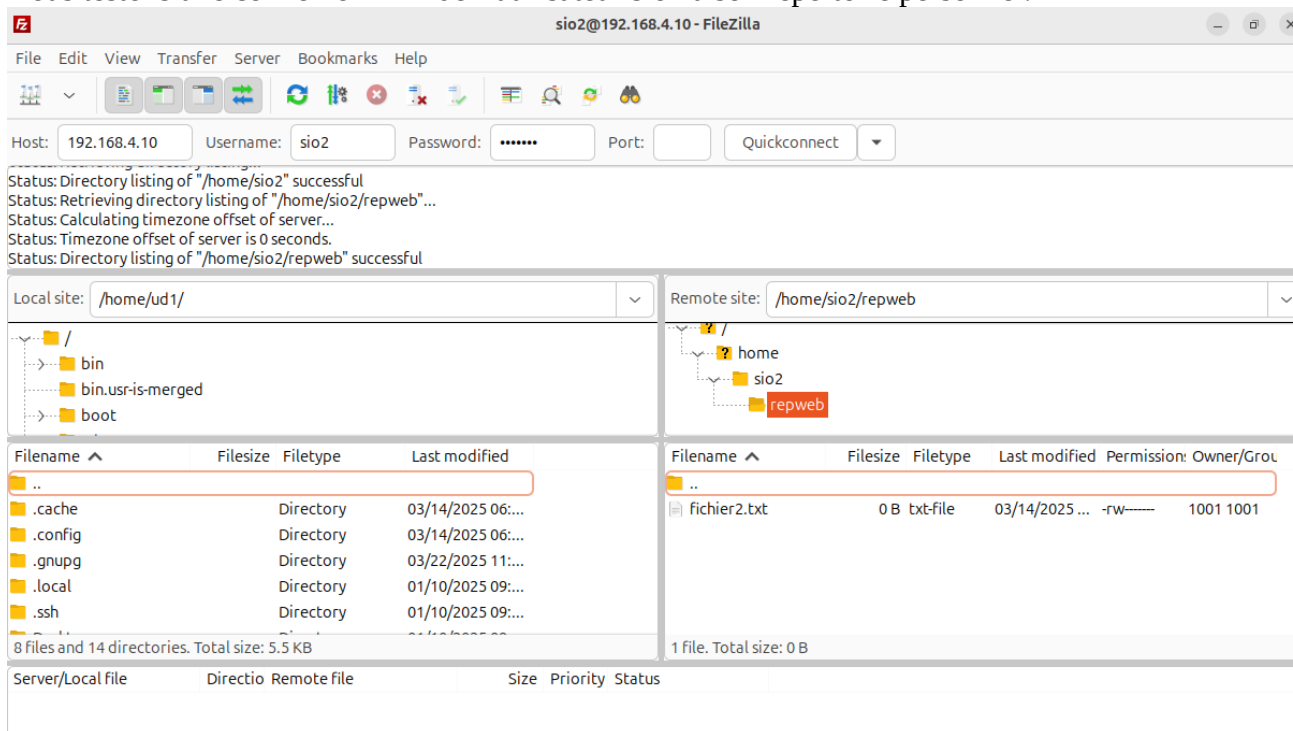 sio2@192.168.4.10 - FileZilla
File Edit View Transfer Server Bookmarks Help
Host: 192.168.4.10 Username: sio2 Password: ••••••• Port: Quickconnect
Status: Directory listing of "/home/sio2" successful
Status: Retrieving directory listing of "/home/sio2/repweb"...
Status: Calculating timezone offset of server...
Status: Timezone offset of server is 0 seconds.
Status: Directory listing of "/home/sio2/repweb" successful
Local site: /home/ud1/
Remote site: /home/sio2/repweb
/
bin
bin.usr-is-merged
boot
/
home
sio2
repweb
Filename Filesize Filetype Last modified
..
.cache Directory 03/14/2025 06:...
.config Directory 03/14/2025 06:...
.gnupg Directory 03/22/2025 11:...
.local Directory 01/10/2025 09:...
.ssh Directory 01/10/2025 09:...
8 files and 14 directories. Total size: 5.5 KB
Filename Filesize Filetype Last modified Permission: Owner/Grou
..
fichier2.txt 0 B txt-file 03/14/2025 ... -rw------- 1001 1001
1 file. Total size: 0 B
Server/Local file Directio Remote file Size Priority Status